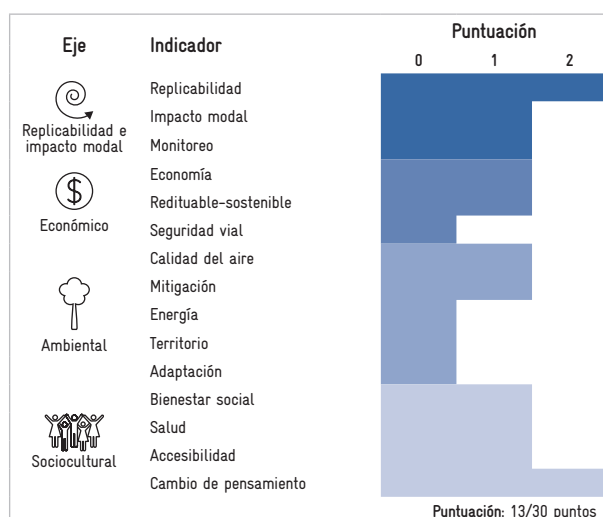 Eje
Indicador
Puntuación
0 1 2
Replicabilidad e
impacto modal
Replicabilidad
Impacto modal
Monitoreo
Económico
Economía
Redituable-sostenible
Seguridad vial
Ambiental
Calidad del aire
Mitigación
Energía
Territorio
Adaptación
Sociocultural
Bienestar social
Salud
Accesibilidad
Cambio de pensamiento
Puntuación: 13/30 puntos